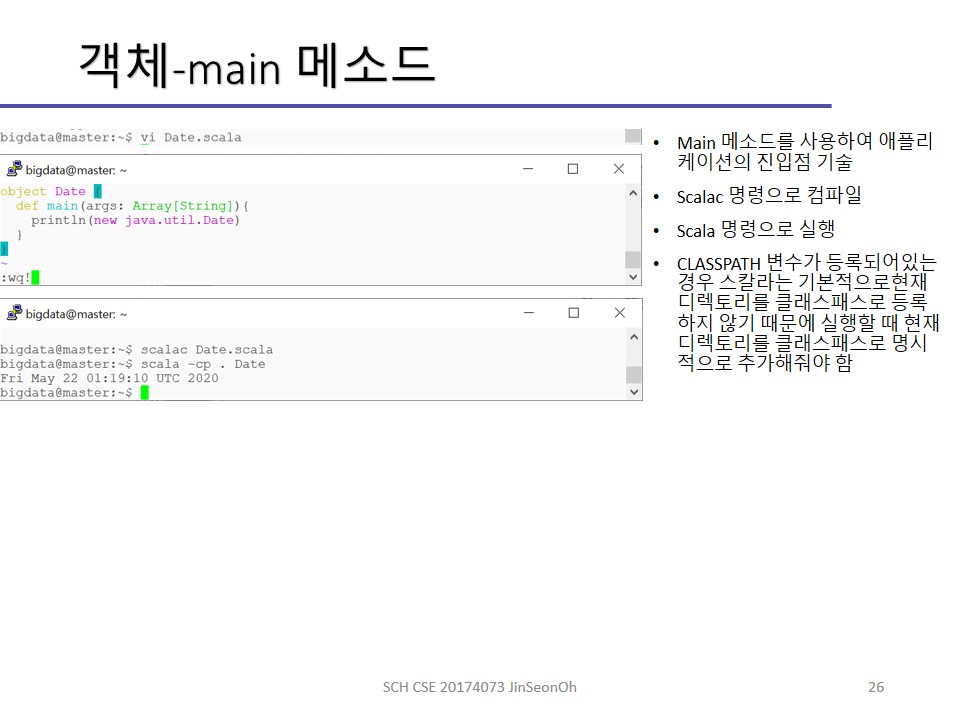 객체-main 메소드
bigdata@master:~$ vi Date.scala
bigdata@master: ~
object Date {
def main(args: Array[String]){
println(new java.util.Date)
}
}
~
:wq!
bigdata@master: ~
bigdata@master:~$ scalac Date.scala
bigdata@master:~$ scala -cp . Date
Fri May 22 01:19:10 UTC 2020
bigdata@master:~$
• Main 메소드를 사용하여 애플리
케이션의 진입점 기술
• Scalac 명령으로 컴파일
• Scala 명령으로 실행
• CLASSPATH 변수가 등록되어있는
경우 스칼라는 기본적으로현재
디렉토리를 클래스패스로 등록
하지 않기 때문에 실행할 때 현재
디렉토리를 클래스패스로 명시
적으로 추가해줘야 함
SCH CSE 20174073 JinSeonOh
26